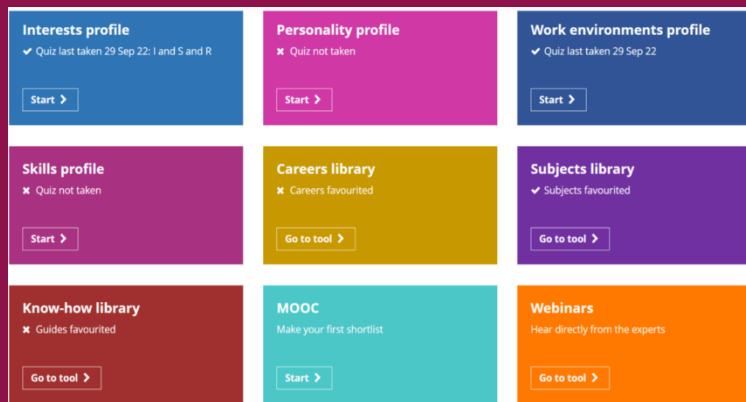 Interests profile
✔ Quiz last taken 29 Sep 22: I and S and R
Start ❯
Personality profile
✖ Quiz not taken
Start ❯
Work environments profile
✔ Quiz last taken 29 Sep 22
Start ❯
Skills profile
✖ Quiz not taken
Start ❯
Careers library
✖ Careers favourited
Go to tool ❯
Subjects library
✔ Subjects favourited
Go to tool ❯
Know-how library
✖ Guides favourited
Go to tool ❯
MOOC
Make your first shortlist
Start ❯
Webinars
Hear directly from the experts
Go to tool ❯